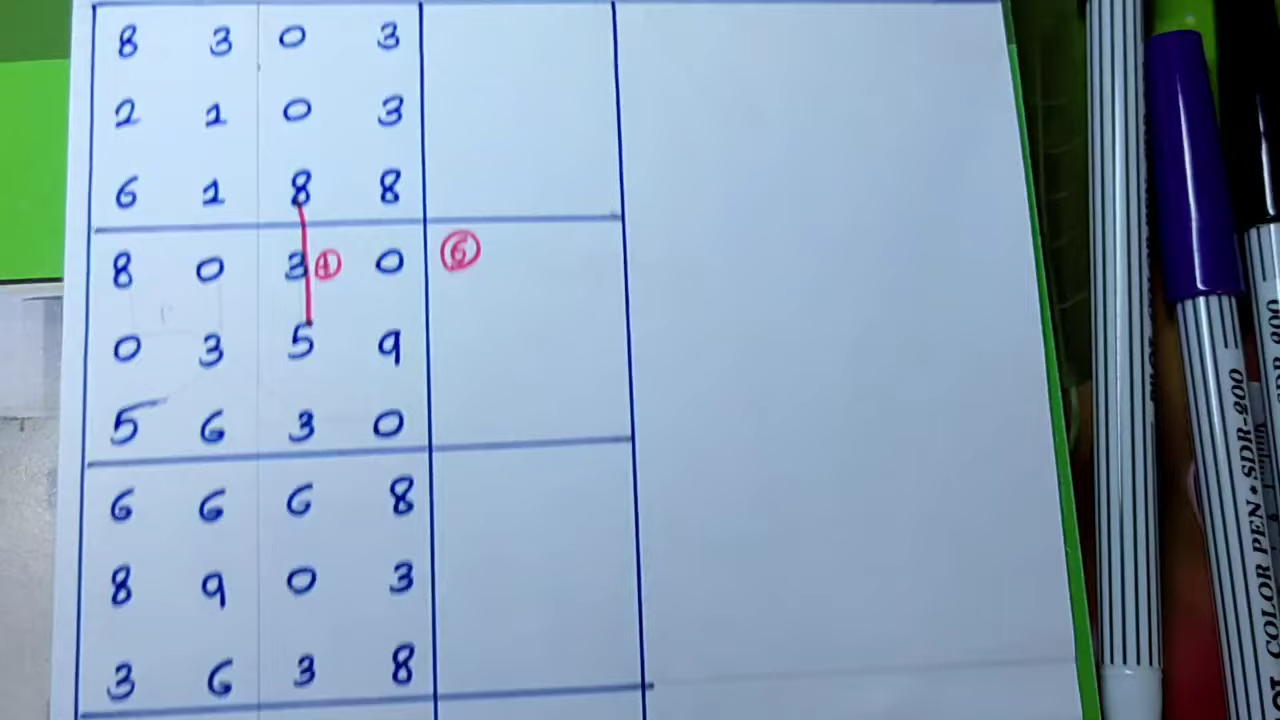 8 3 0 3
2 1 0 3
6 1 8 8
8 0 3 4 0 6
0 3 5 9
5 6 3 0
6 6 6 8
8 9 0 3
3 6 3 8
COLOR PEN • SDR-200